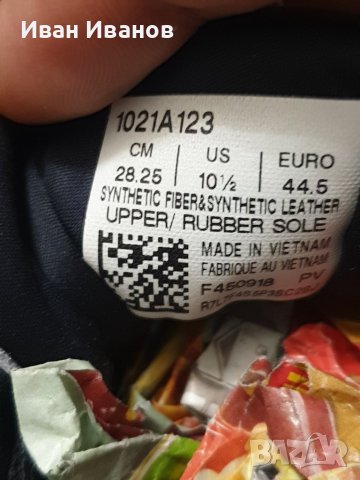 Иван Иванов
1021A123
CM US EURO
28.25 10½ 44.5
SYNTHETIC FIBER&SYNTHETIC LEATHER
UPPER/ RUBBER SOLE
MADE IN VIETNAM
FABRIQUE AU VIETNAM
F450918 PV
BAZAR